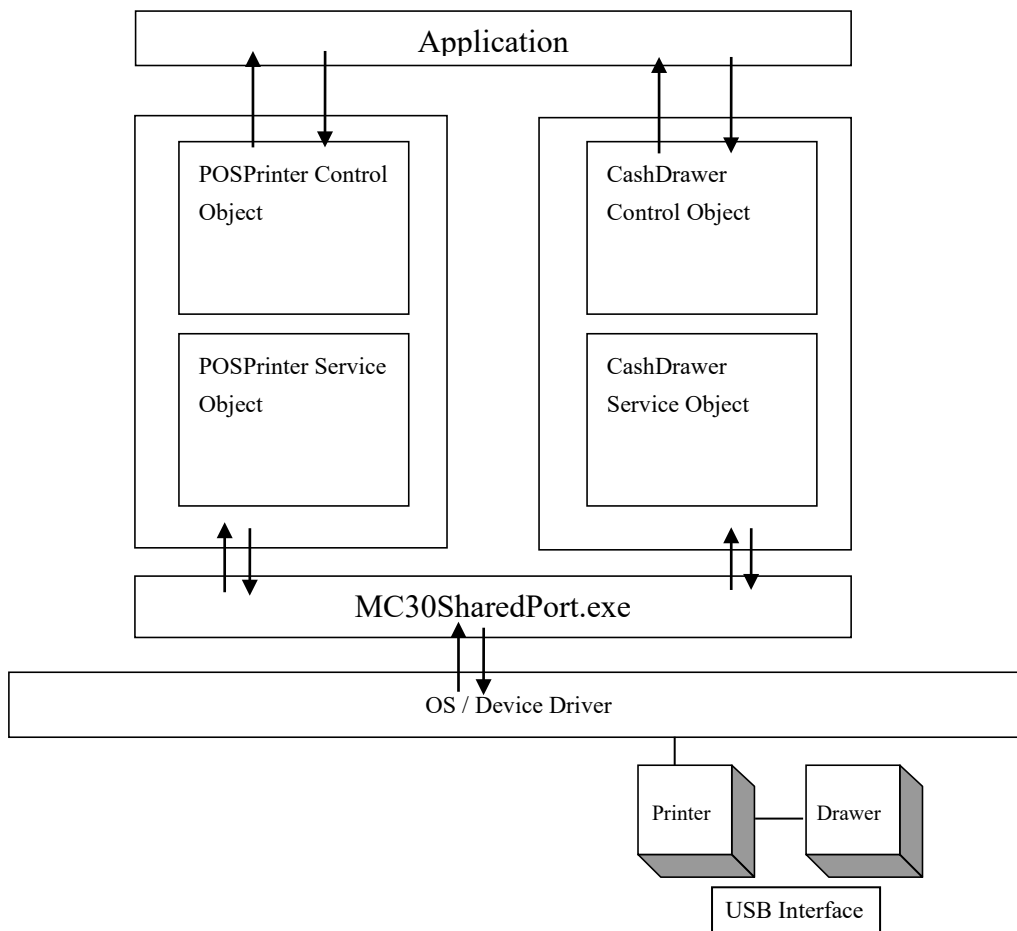 Application
POSPrinter Control
Object
CashDrawer
Control Object
POSPrinter Service
Object
CashDrawer
Service Object
MC30SharedPort.exe
OS / Device Driver
Printer
Drawer
USB Interface